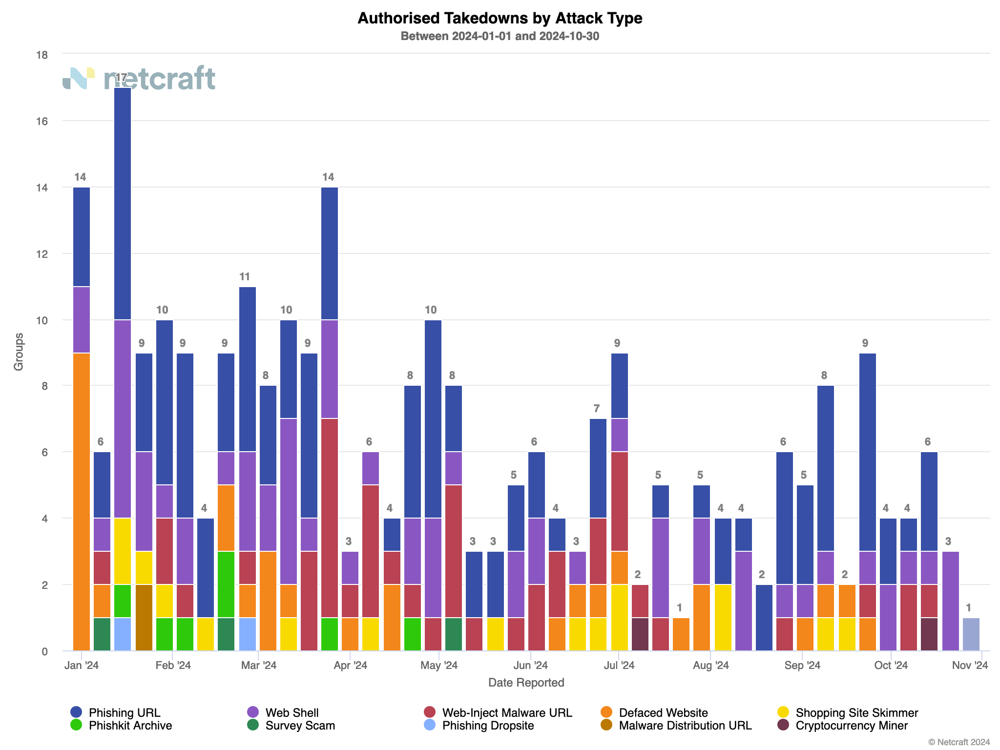 Authorised Takedowns by Attack Type
Between 2024-01-01 and 2024-10-30
netcraft
18
16
14
12
10
8
6
4
2
0
Groups
14
6
17
9
10
9
4
9
11
8
10
9
14
3
6
4
8
10
8
3
3
5
6
4
3
7
9
2
5
1
5
4
4
2
6
5
8
2
9
4
4
6
3
1
Jan '24
Feb '24
Mar '24
Apr '24
May '24
Jun '24
Jul '24
Aug '24
Sep '24
Oct '24
Nov '24
Date Reported
Phishing URL
Web Shell
Web-Inject Malware URL
Defaced Website
Shopping Site Skimmer
Phishkit Archive
Survey Scam
Phishing Dropsite
Malware Distribution URL
Cryptocurrency Miner
© Netcraft 2024